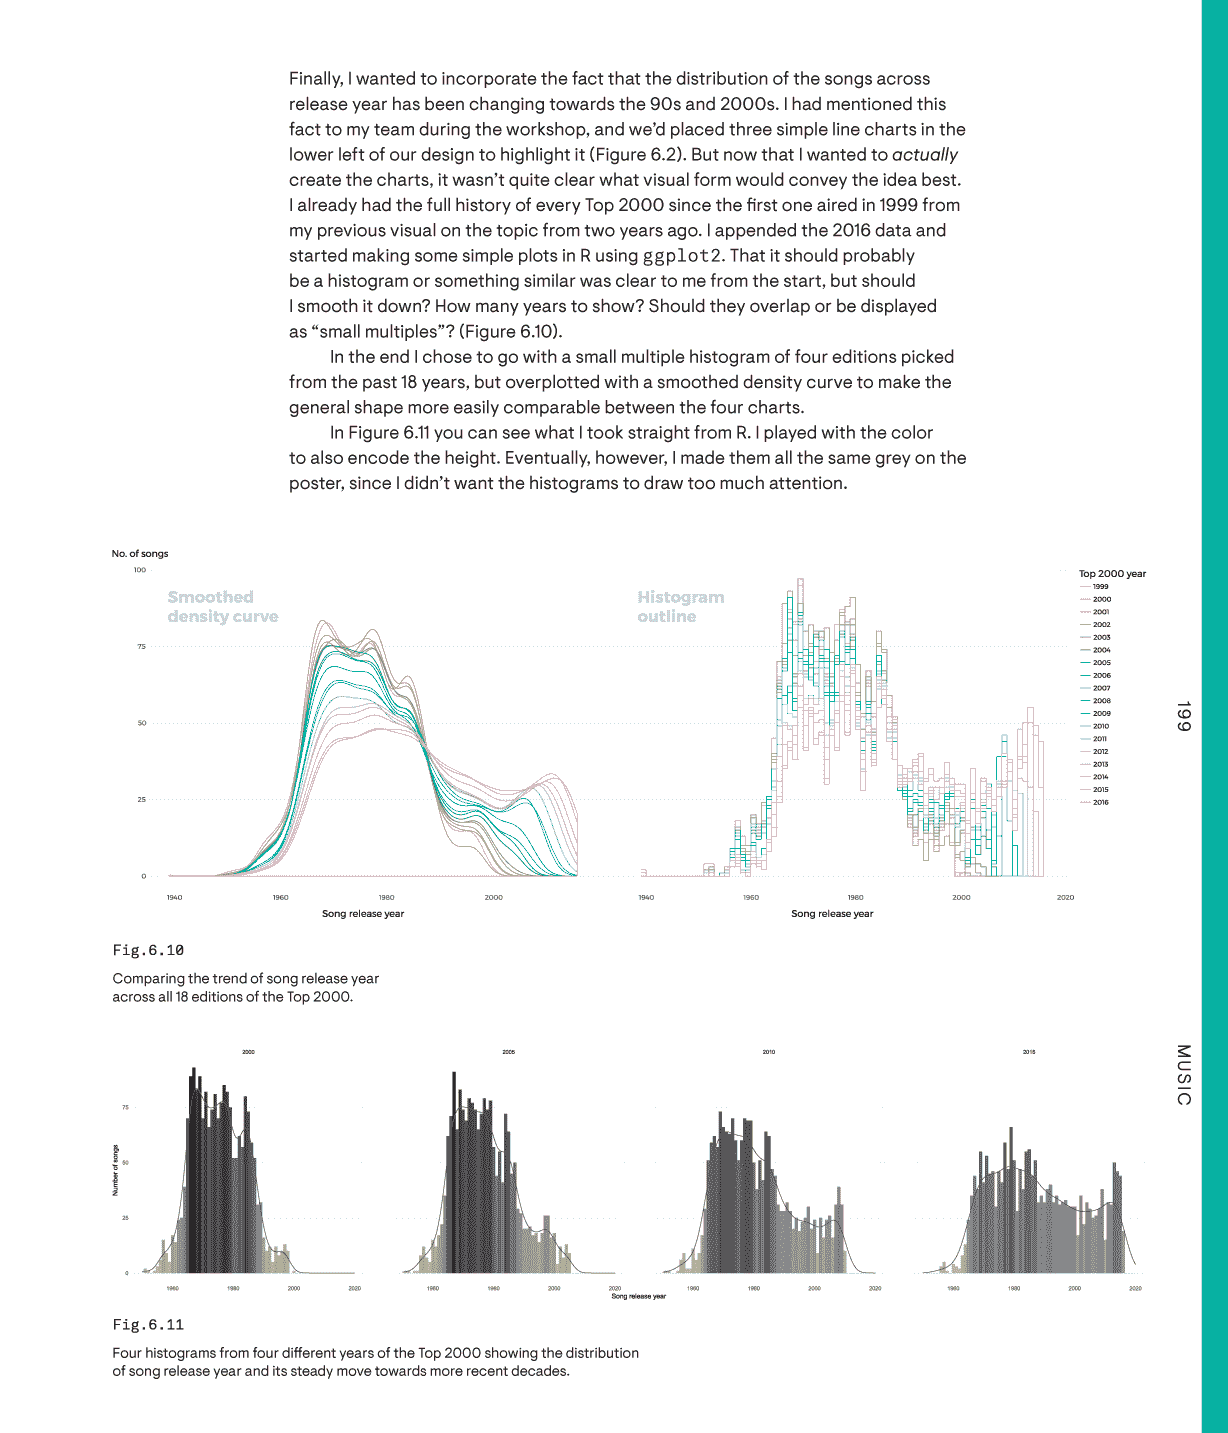 Finally, I wanted to incorporate the fact that the distribution of the songs across
release year has been changing towards the 90s and 2000s. I had mentioned this
fact to my team during the workshop, and we’d placed three simple line charts in the
lower left of our design to highlight it (Figure 6.2). But now that I wanted to actually
create the charts, it wasn’t quite clear what visual form would convey the idea best.
I already had the full history of every Top 2000 since the first one aired in 1999 from
my previous visual on the topic from two years ago. I appended the 2016 data and
started making some simple plots in R using ggplot2. That it should probably
be a histogram or something similar was clear to me from the start, but should
I smooth it down? How many years to show? Should they overlap or be displayed
as “small multiples”? (Figure 6.10).
In the end I chose to go with a small multiple histogram of four editions picked
from the past 18 years, but overplotted with a smoothed density curve to make the
general shape more easily comparable between the four charts.
In Figure 6.11 you can see what I took straight from R. I played with the color
to also encode the height. Eventually, however, I made them all the same grey on the
poster, since I didn’t want the histograms to draw too much attention.
No. of songs
100
75
50
25
0
Smoothed
density curve
1940 1960 1980 2000
Song release year
Histogram
outline
1940 1960 1980 2000 2020
Song release year
Top 2000 year
1999
2000
2001
2002
2003
2004
2005
2006
2007
2008
2009
2010
2011
2012
2013
2014
2015
2016
199
Fig.6.10
Comparing the trend of song release year
across all 18 editions of the Top 2000.
MUSIC
2000 2005 2010 2015
Number of songs
75
50
25
0
1960 1980 2000 2020 1960 1980 2000 2020 1960 1980 2000 2020 1960 1980 2000 2020
Song release year
Fig.6.11
Four histograms from four different years of the Top 2000 showing the distribution
of song release year and its steady move towards more recent decades.